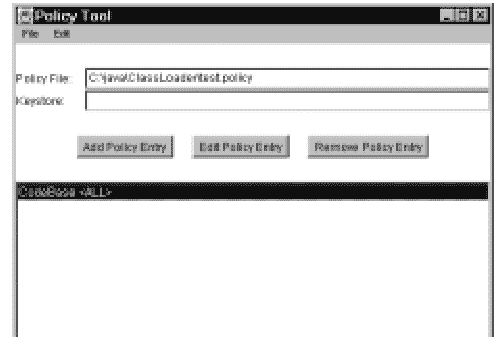 Policy Tool
File Edit
Policy File: C:\java\ClassLoader\test.policy
Keystore:
Add Policy Entry Edit Policy Entry Remove Policy Entry
CodeBase <ALL>